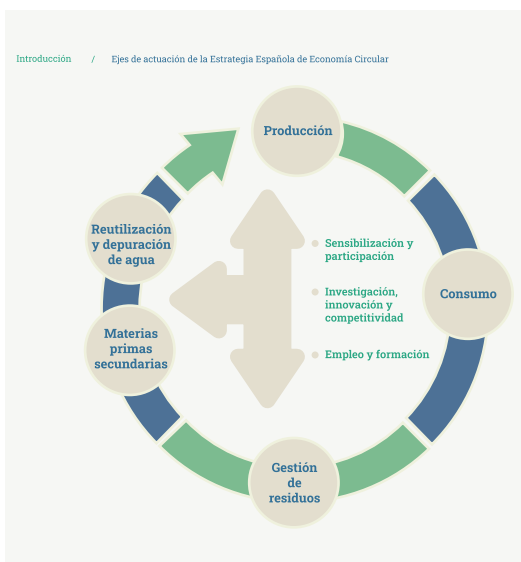 Introducción / Ejes de actuación de la Estrategia Española de Economía Circular
Producción
Reutilización
y depuración
de agua
Sensibilización y
participación
Investigación,
innovación y
competitividad
Consumo
Materias
primas
secundarias
Empleo y formación
Gestión
de
residuos